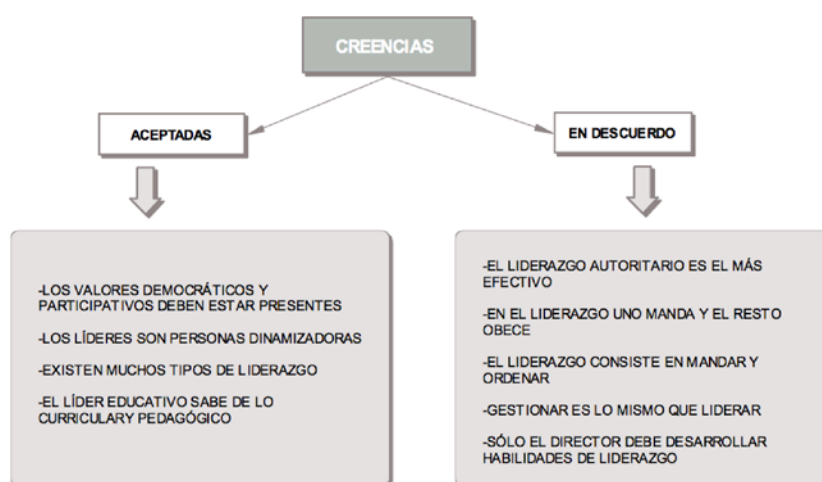 CREENCIAS
ACEPTADAS
EN DESCUERDO
-LOS VALORES DEMOCRÁTICOS Y
PARTICIPATIVOS DEBEN ESTAR PRESENTES
-LOS LÍDERES SON PERSONAS DINAMIZADORAS
-EXISTEN MUCHOS TIPOS DE LIDERAZGO
-EL LÍDER EDUCATIVO SABE DE LO
CURRICULARY PEDAGÓGICO
-EL LIDERAZGO AUTORITARIO ES EL MÁS
EFECTIVO
-EN EL LIDERAZGO UNO MANDA Y EL RESTO
OBECE
-EL LIDERAZGO CONSISTE EN MANDAR Y
ORDENAR
-GESTIONAR ES LO MISMO QUE LIDERAR
-SÓLO EL DIRECTOR DEBE DESARROLLAR
HABILIDADES DE LIDERAZGO